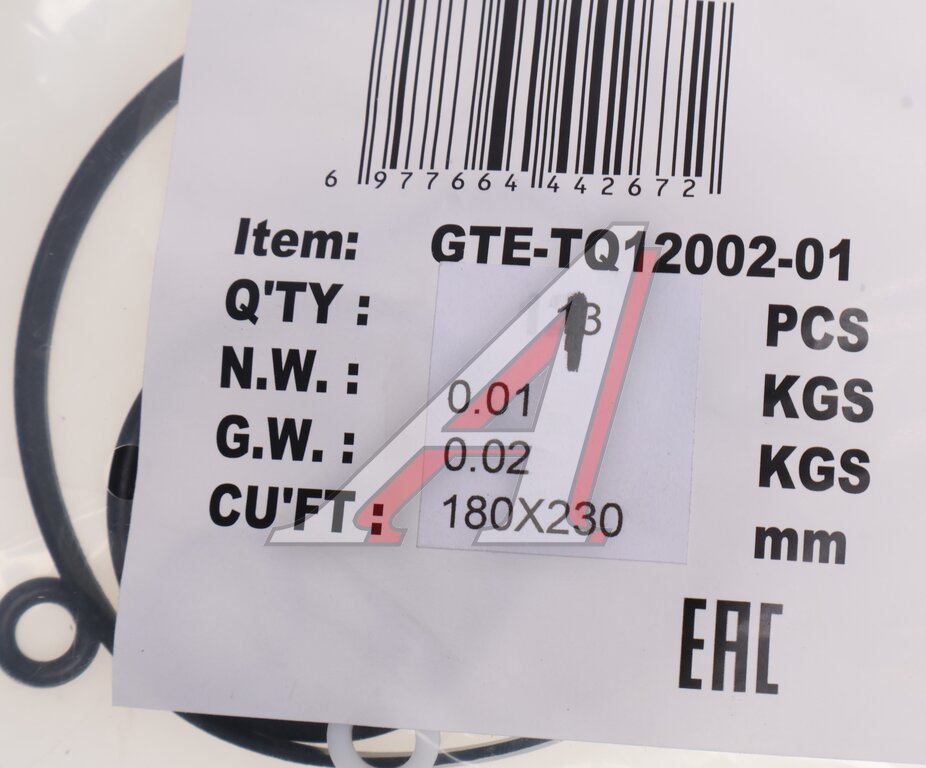 6 977664 442672
Item: GTE-TQ12002-01
Q'TY : PCS
N.W. : 0.01 KGS
G.W. : 0.02 KGS
CU'FT : 180X230 mm
EAC